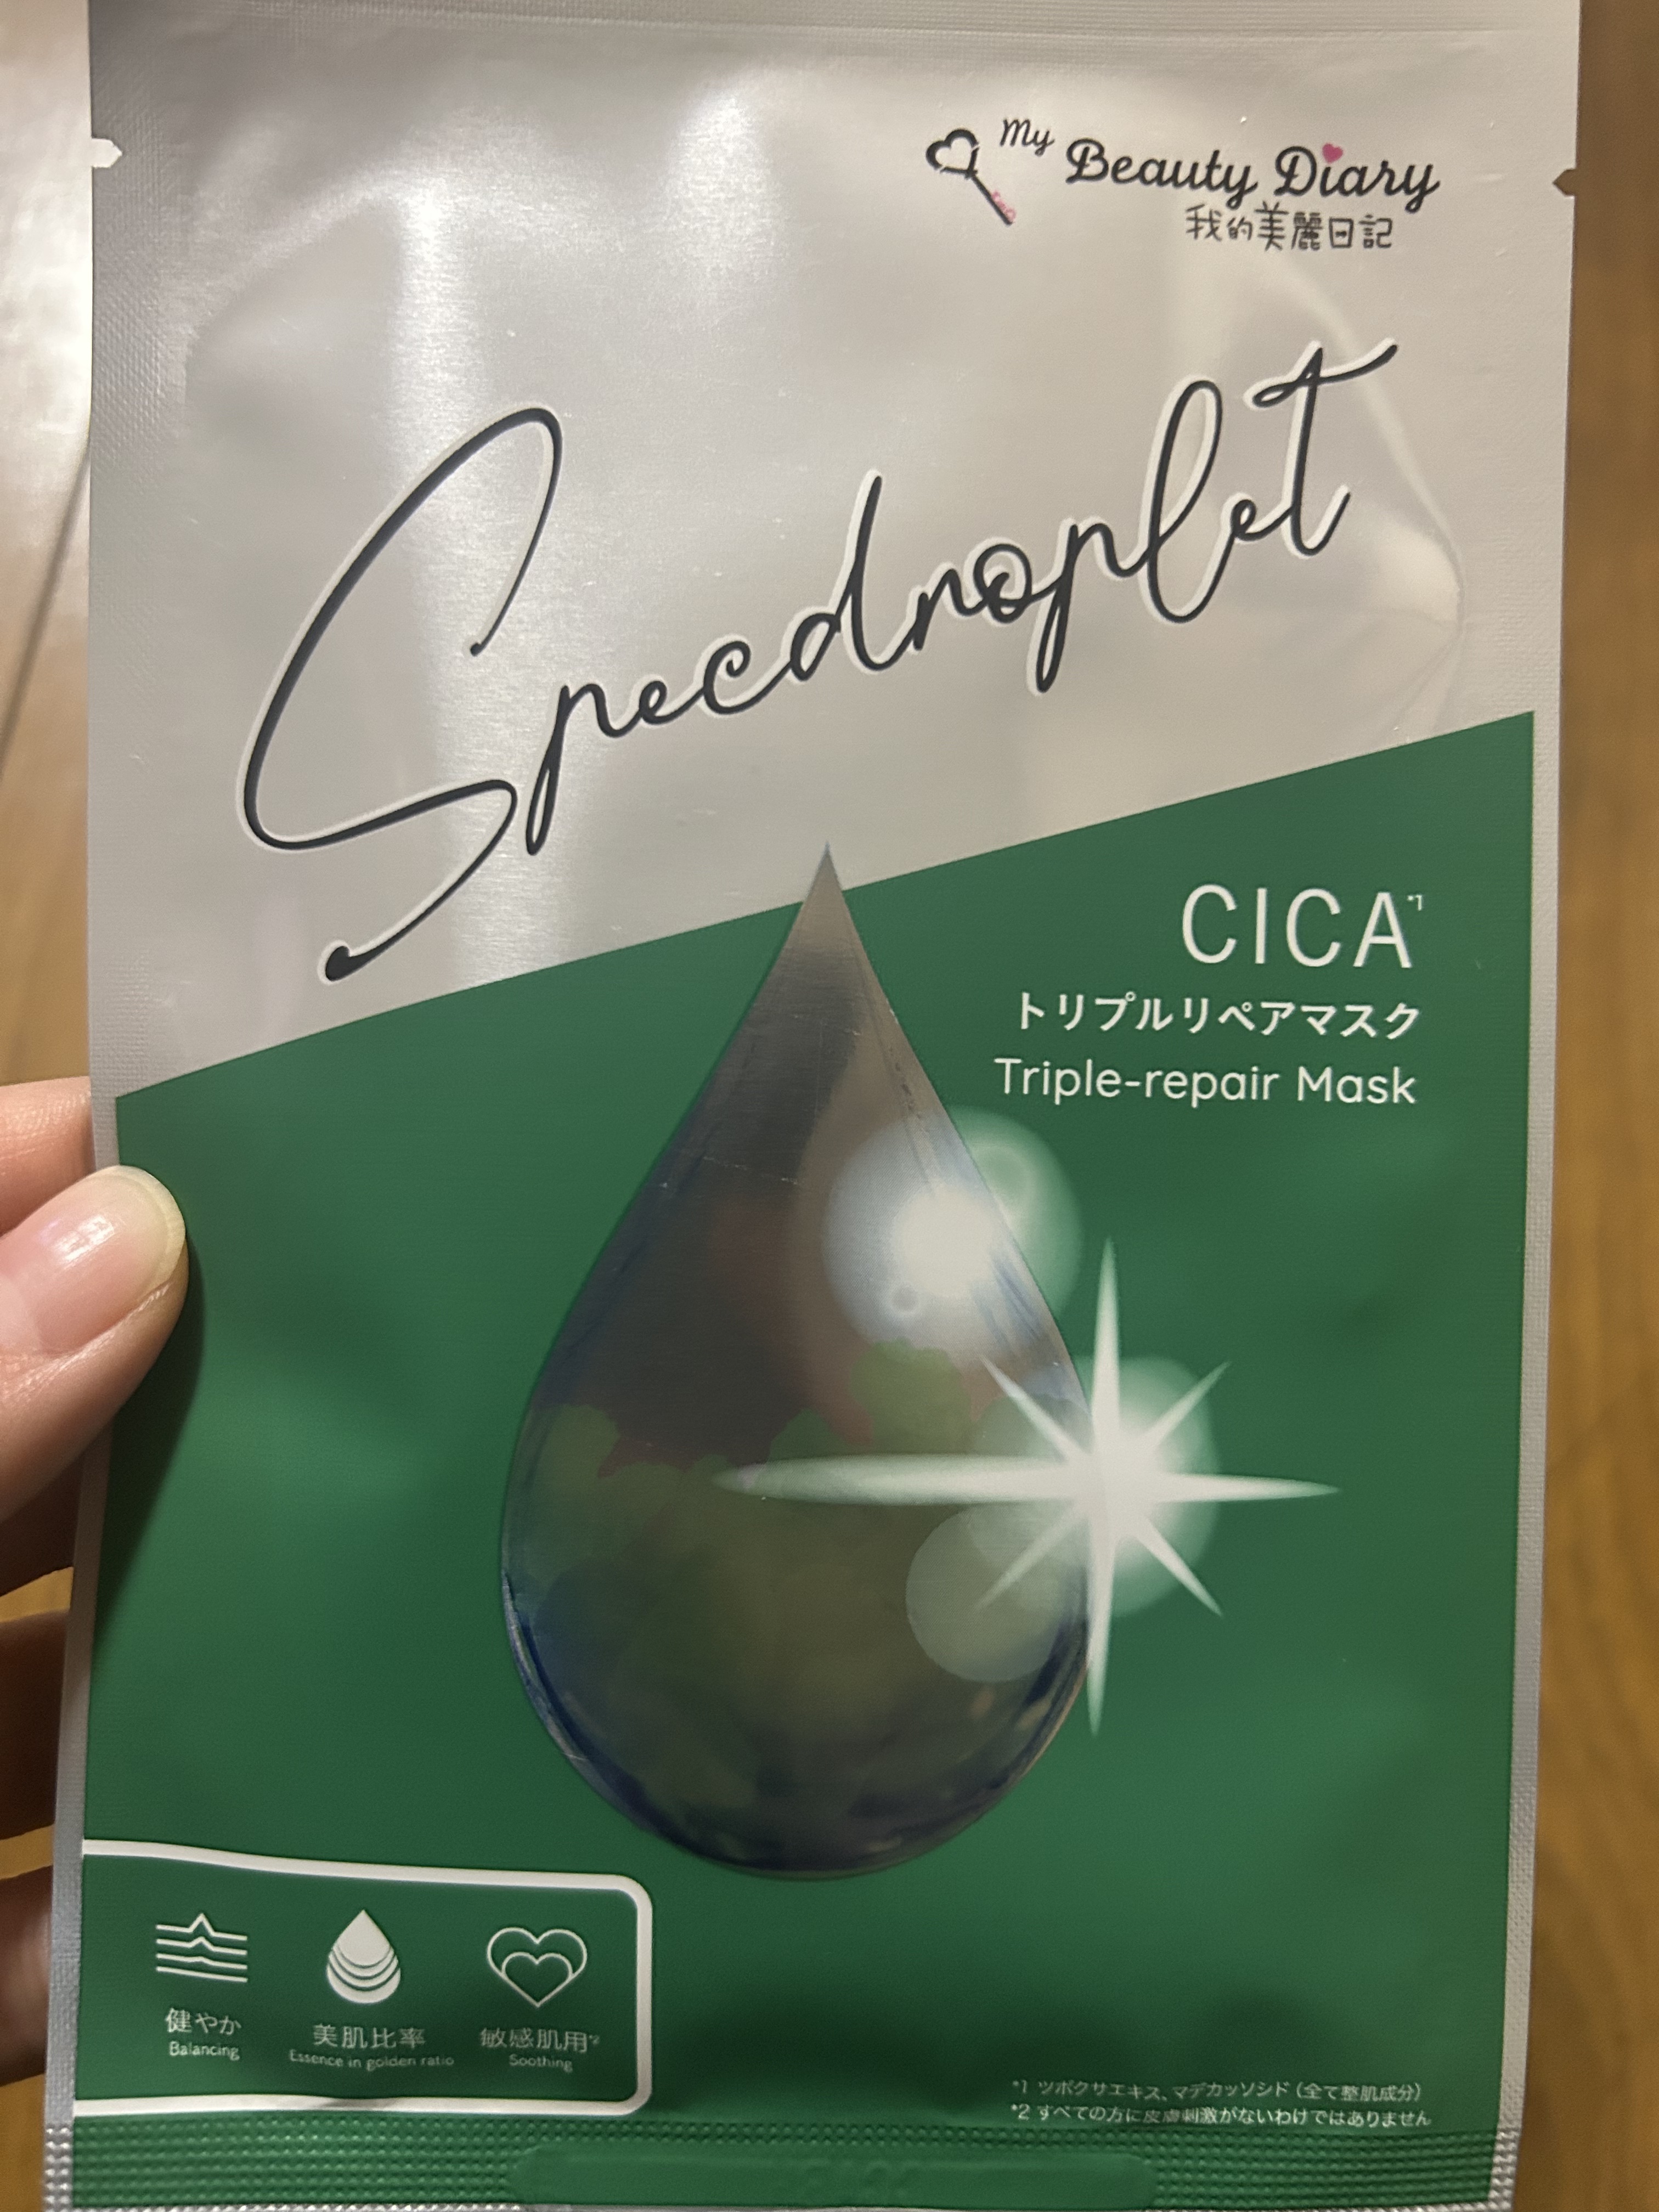 My Beauty Diary
我的美麗日記
Specdroplet
CICA*1
トリプルリペアマスク
Triple-repair Mask
健やか
Balancing
美肌比率
Essence in golden ratio
敏感肌用*2
Soothing
*1 ツボクサエキス、マデカッソシド（全て整肌成分）
*2 すべての方に皮膚刺激がないわけではありません